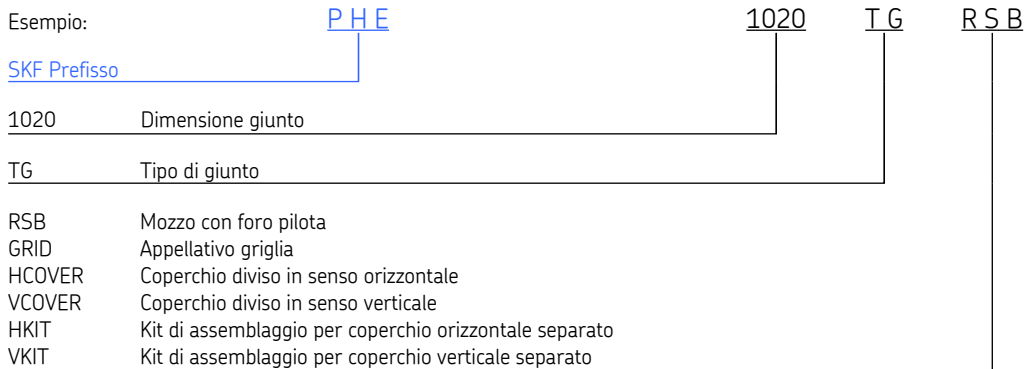 Esempio: P H E 1020 T G R S B
SKF Prefisso
1020 Dimensione giunto
TG Tipo di giunto
RSB Mozzo con foro pilota
GRID Appellativo griglia
HCOVER Coperchio diviso in senso orizzontale
VCOVER Coperchio diviso in senso verticale
HKIT Kit di assemblaggio per coperchio orizzontale separato
VKIT Kit di assemblaggio per coperchio verticale separato